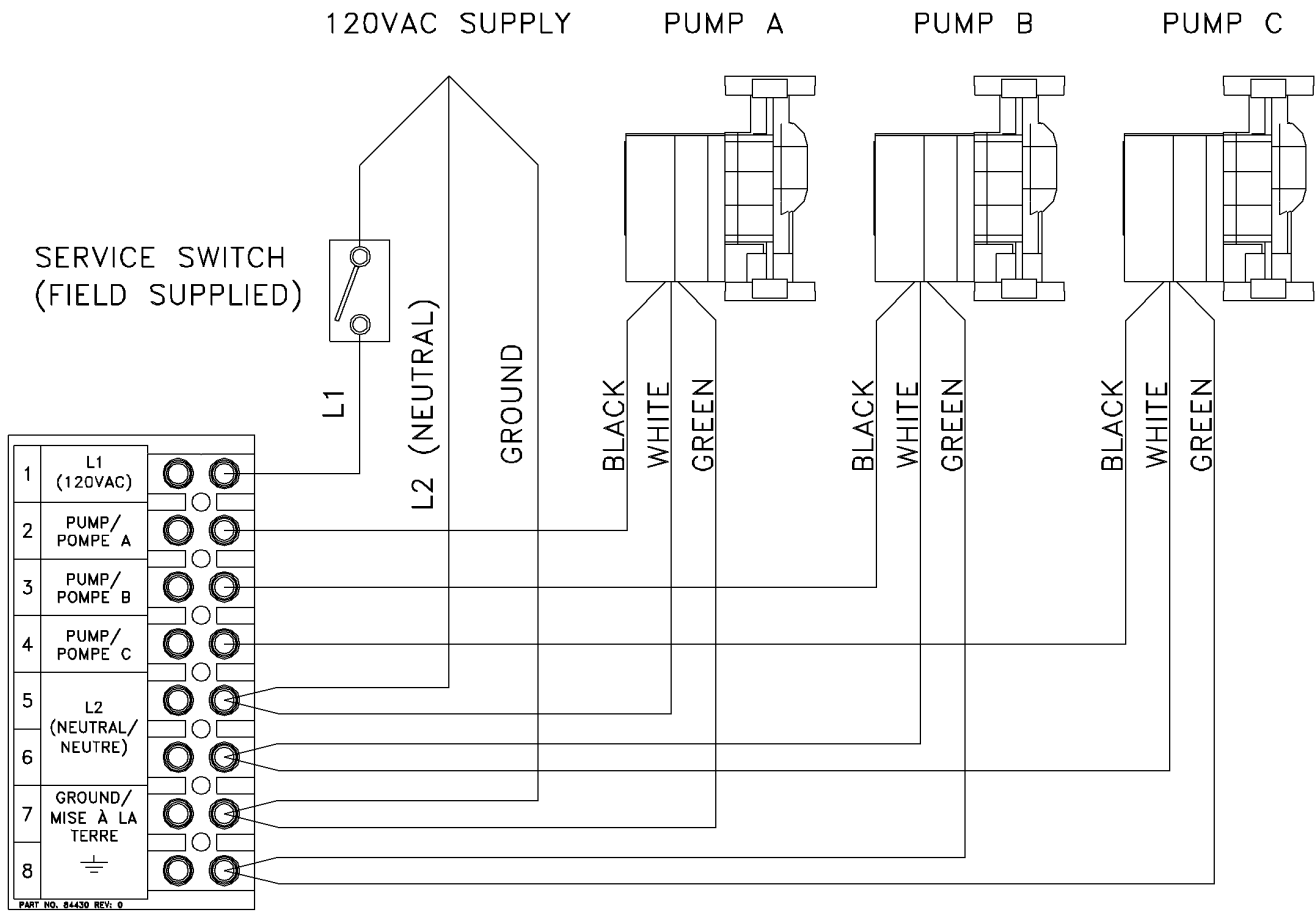 120VAC SUPPLY
PUMP A
PUMP B
PUMP C
SERVICE SWITCH
(FIELD SUPPLIED)
L1
L2 (NEUTRAL)
GROUND
BLACK
WHITE
GREEN
BLACK
WHITE
GREEN
BLACK
WHITE
GREEN
1
L1
(120VAC)
2
PUMP/
POMPE A
3
PUMP/
POMPE B
4
PUMP/
POMPE C
5
6
L2
(NEUTRAL/
NEUTRE)
7
8
GROUND/
MISE À LA
TERRE
PART NO. 84430 REV: 0